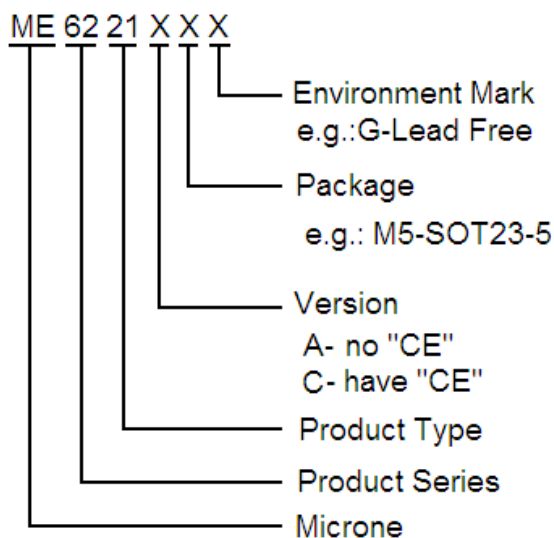 ME 62 21 X X X
Environment Mark
e.g.:G-Lead Free
Package
e.g.: M5-SOT23-5
Version
A- no "CE"
C- have "CE"
Product Type
Product Series
Microne